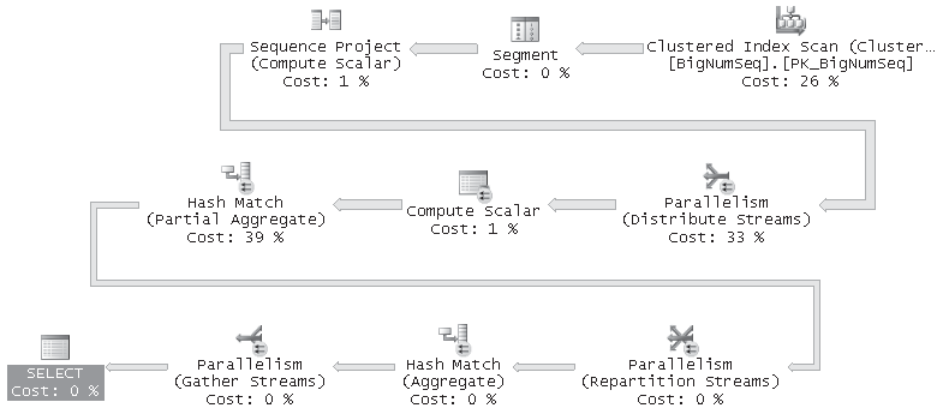 Sequence Project
(Compute Scalar)
Cost: 1 %
Segment
Cost: 0 %
Clustered Index Scan (Cluster…
[BigNumSeq].[PK_BigNumSeq]
Cost: 26 %
Hash Match
(Partial Aggregate)
Cost: 39 %
Compute Scalar
Cost: 1 %
Parallelism
(Distribute Streams)
Cost: 33 %
SELECT
Cost: 0 %
Parallelism
(Gather Streams)
Cost: 0 %
Hash Match
(Aggregate)
Cost: 0 %
Parallelism
(Repartition Streams)
Cost: 0 %